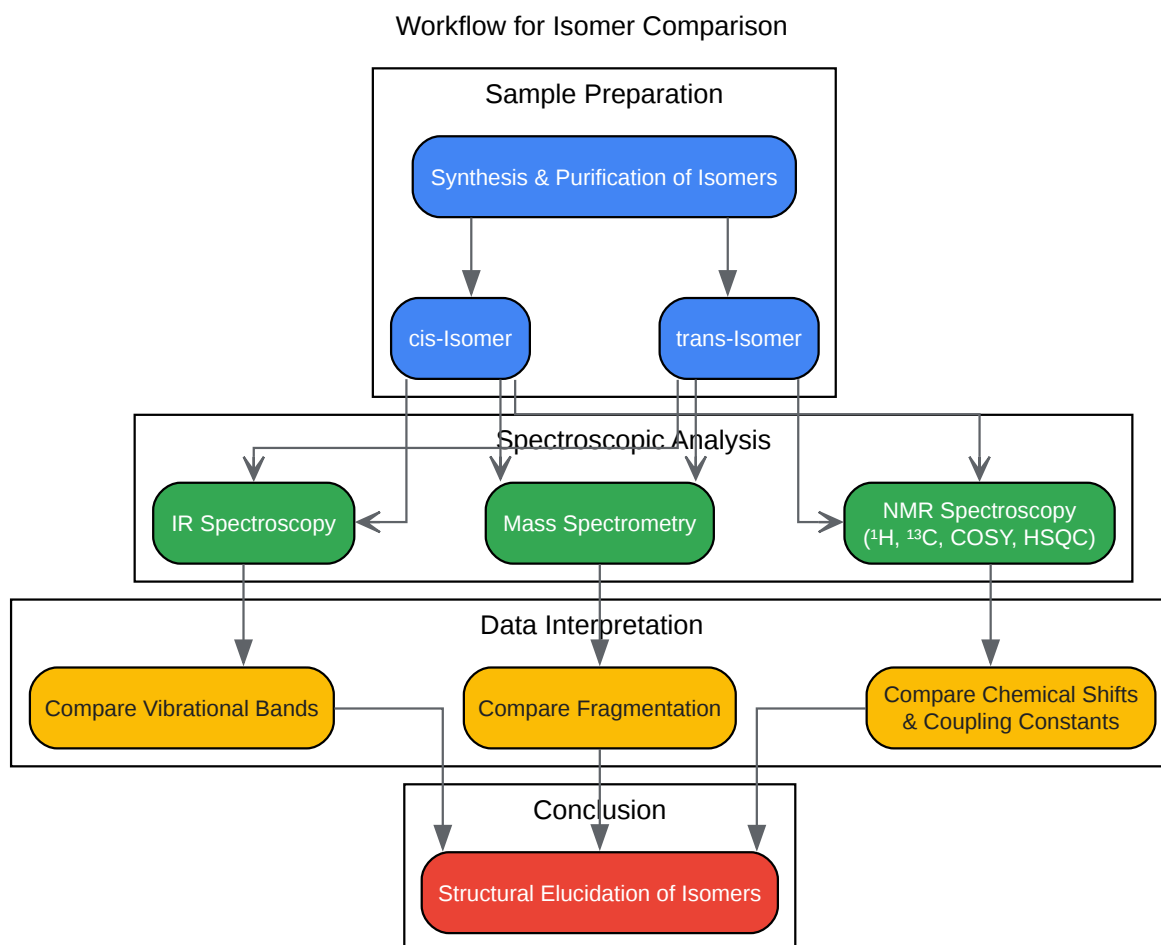 Workflow for Isomer Comparison
Sample Preparation
Synthesis & Purification of Isomers
cis-Isomer
trans-Isomer
Spectroscopic Analysis
IR Spectroscopy
Mass Spectrometry
NMR Spectroscopy
(¹H, ¹³C, COSY, HSQC)
Data Interpretation
Compare Vibrational Bands
Compare Fragmentation
Compare Chemical Shifts
& Coupling Constants
Conclusion
Structural Elucidation of Isomers